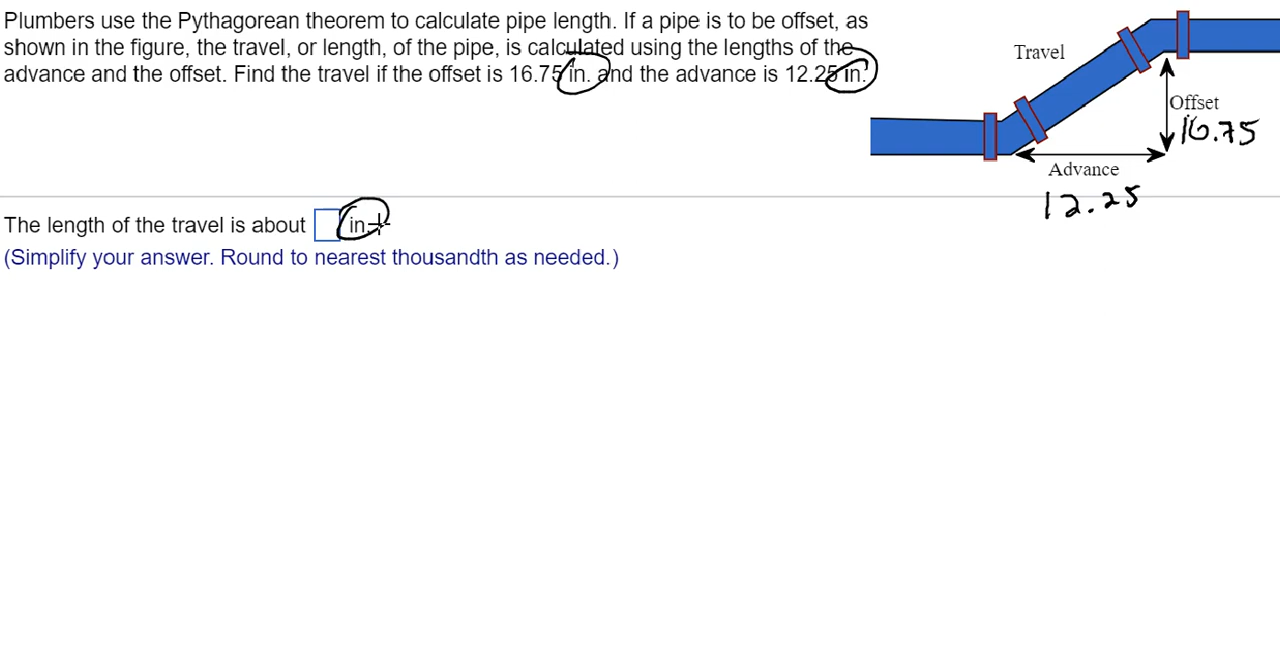 Plumbers use the Pythagorean theorem to calculate pipe length. If a pipe is to be offset, as
shown in the figure, the travel, or length, of the pipe, is calculated using the lengths of the
advance and the offset. Find the travel if the offset is 16.75 in. and the advance is 12.25 in.
Travel
Offset
16.75
Advance
12.25
The length of the travel is about in.
(Simplify your answer. Round to nearest thousandth as needed.)